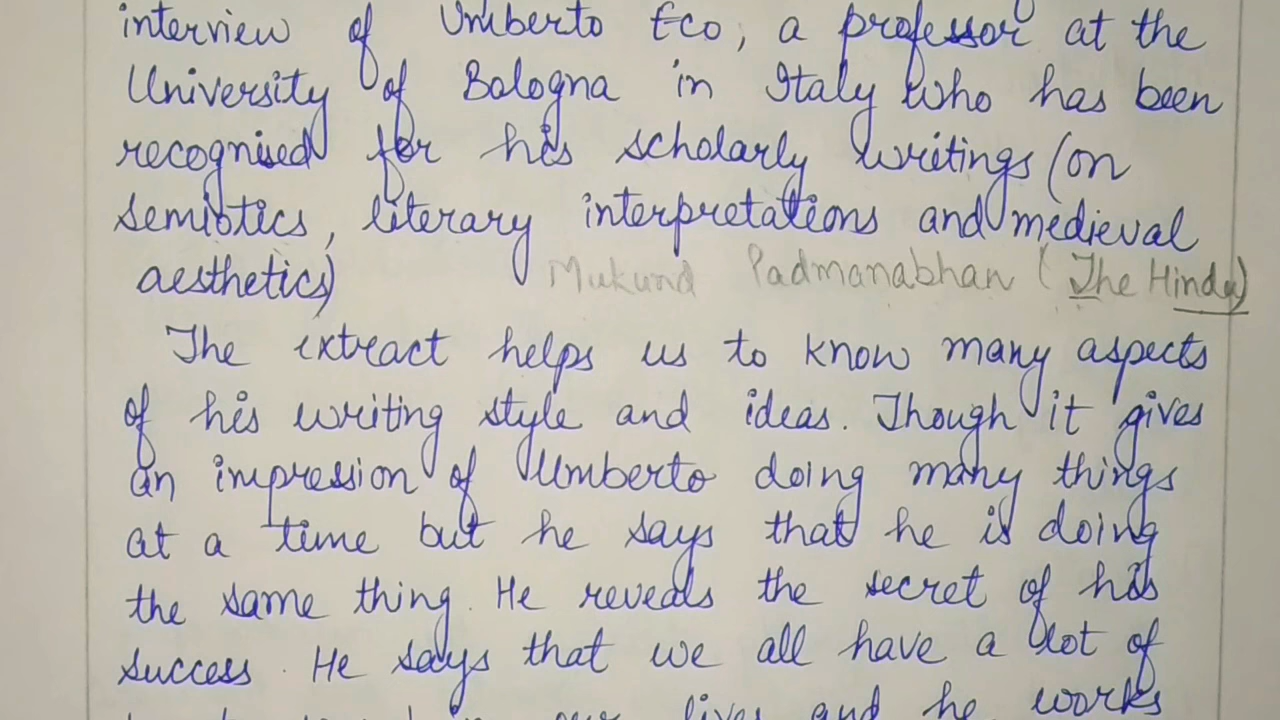 interview of Umberto Eco, a professor at the
University of Bologna in Italy who has been
recognised for his scholarly writings (on
semiotics, literary interpretations and medieval
aesthetics)
Mukund Padmanabhan (The Hindu)
The extract helps us to know many aspects
of his writing style and ideas. Though it gives
an impression of Umberto doing many things
at a time but he says that he is doing
the same thing. He reveals the secret of his
success. He says that we all have a lot of
lives and he works